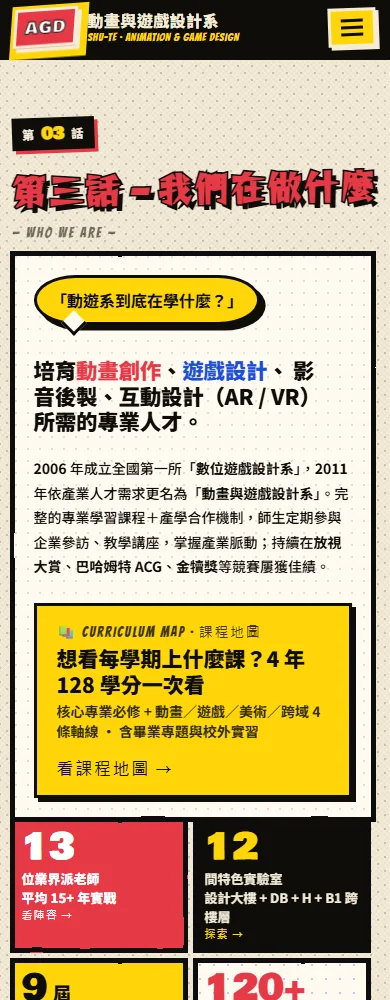 AGD
動畫與遊戲設計系
SHU-TE · ANIMATION & GAME DESIGN
第 03 話
第三話 – 我們在做什麼
– WHO WE ARE –
「動遊系到底在學什麼？」
培育動畫創作、遊戲設計、 影
音後製、互動設計（AR / VR）
所需的專業人才。
2006 年成立全國第一所「數位遊戲設計系」，2011
年依產業人才需求更名為「動畫與遊戲設計系」。完
整的專業學習課程＋產學合作機制，師生定期參與
企業參訪、教學講座，掌握產業脈動；持續在放視
大賞、巴哈姆特 ACG、金犢獎等競賽屢獲佳績。
CURRICULUM MAP · 課程地圖
想看每學期上什麼課？4 年
128 學分一次看
核心專業必修 + 動畫／遊戲／美術／跨域 4
條軸線 · 含畢業專題與校外實習
看課程地圖 →
13
位業界派老師
平均 15+ 年實戰
看陣容 →
12
間特色實驗室
設計大樓 + DB + H + B1 跨
樓層
探索 →
9 屆
120+